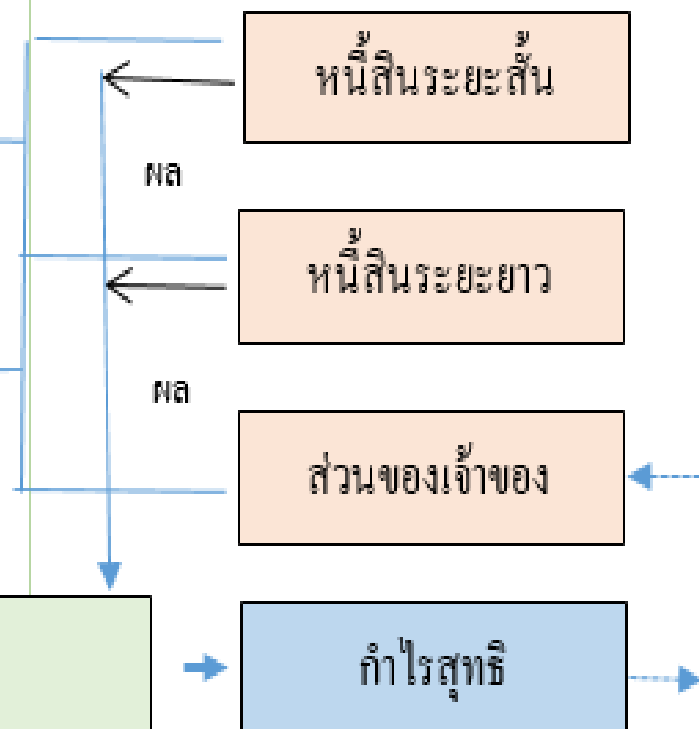 หนี้สินระยะสั้น
ผล
หนี้สินระยะยาว
ผล
ส่วนของเจ้าของ
กำไรสุทธิ